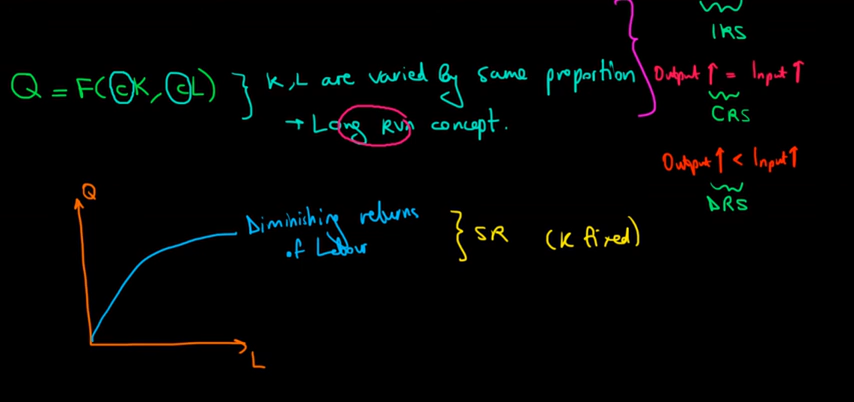 IRS
Q = F(cK, cL) } K, L are varied by same proportion
Output ↑ = Input ↑
CRS
→ Long Run concept.
Output ↑ < Input ↑
DRS
Q
Diminishing returns
of Labour
} SR (K fixed)
L